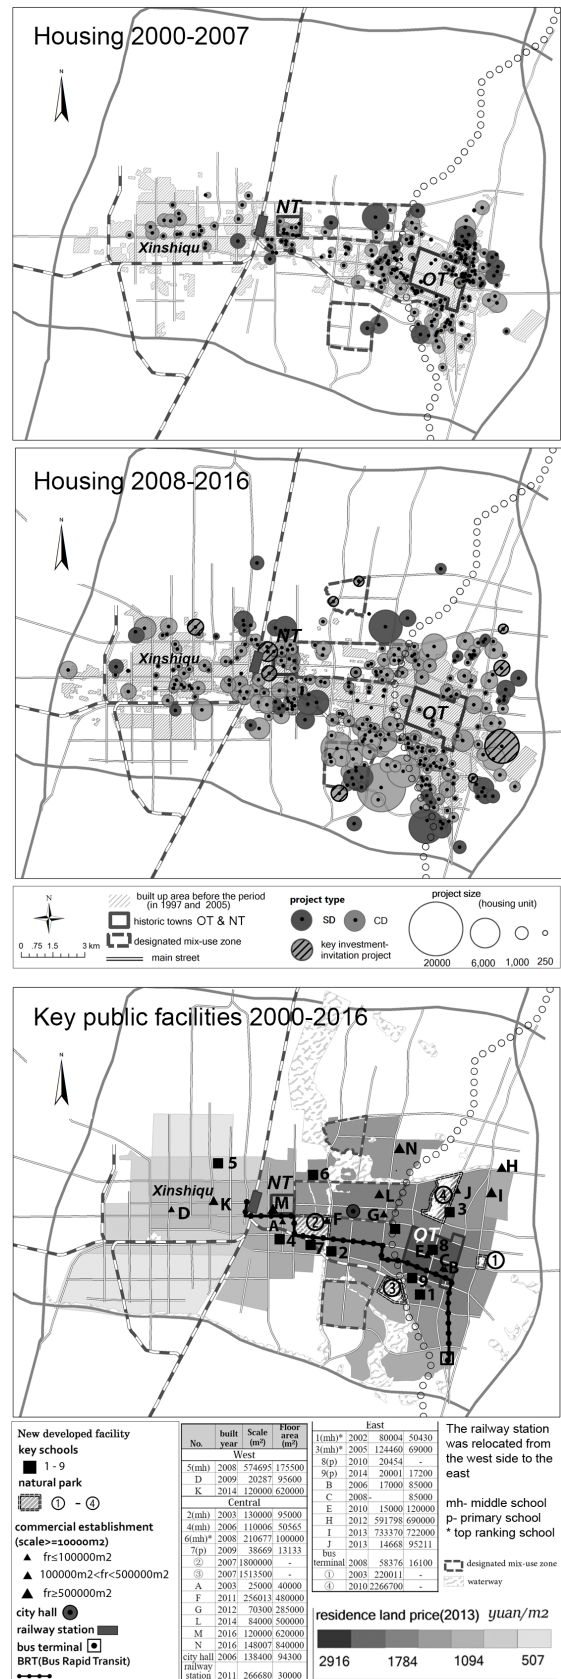 Housing 2000-2007
N
NT
Xinshiqu
OT
Housing 2008-2016
N
NT
Xinshiqu
OT
N
0 .75 1.5 3 km
built up area before the period
(in 1997 and 2005)
historic towns OT & NT
designated mix-use zone
main street
project type
SD CD
key investment-
invitation project
project size
(housing unit)
20000 6,000 1,000 250
Key public facilities 2000-2016
N
N
H
5
6
NT
Xinshiqu
K
D
M
L
④
J
I
3
A
②
F
G
OT
4
7
2
E
8
C
B
①
③
9
1
New developed facility
key schools
1 - 9
natural park
① - ④
commercial establishment
(scale>=10000m2)
fr≤100000m2
100000m2<fr<500000m2
fr≥500000m2
city hall
railway station
bus terminal
BRT(Bus Rapid Transit)
No. built year Scale (m²) Floor area (m²)
West
5(mh) 2008 574695 175500
D 2009 20287 95600
K 2014 120000 620000
Central
2(mh) 2003 130000 95000
4(mh) 2006 110006 50565
6(mh)* 2008 210677 100000
7(p) 2009 38669 13133
② 2007 1800000 -
③ 2007 1513500 -
A 2003 25000 40000
F 2011 256013 480000
G 2012 70300 285000
L 2014 84000 500000
M 2016 120000 620000
N 2016 148007 840000
city hall 2006 138400 94300
railway station 2011 266680 30000
East
1(mh)* 2002 80004 50430
3(mh)* 2005 124460 69000
8(p) 2010 20454 -
9(p) 2014 20001 17200
B 2006 17000 85000
C 2008 - 85000
E 2010 15000 120000
H 2012 591798 690000
I 2013 733370 722000
J 2013 14668 95211
bus terminal 2008 58376 16100
① 2003 220011 -
④ 2010 2266700 -
The railway station
was relocated from
the west side to the
east
mh- middle school
p- primary school
* top ranking school
designated mix-use zone
waterway
residence land price(2013) yuan/m2
2916 1784 1094 507